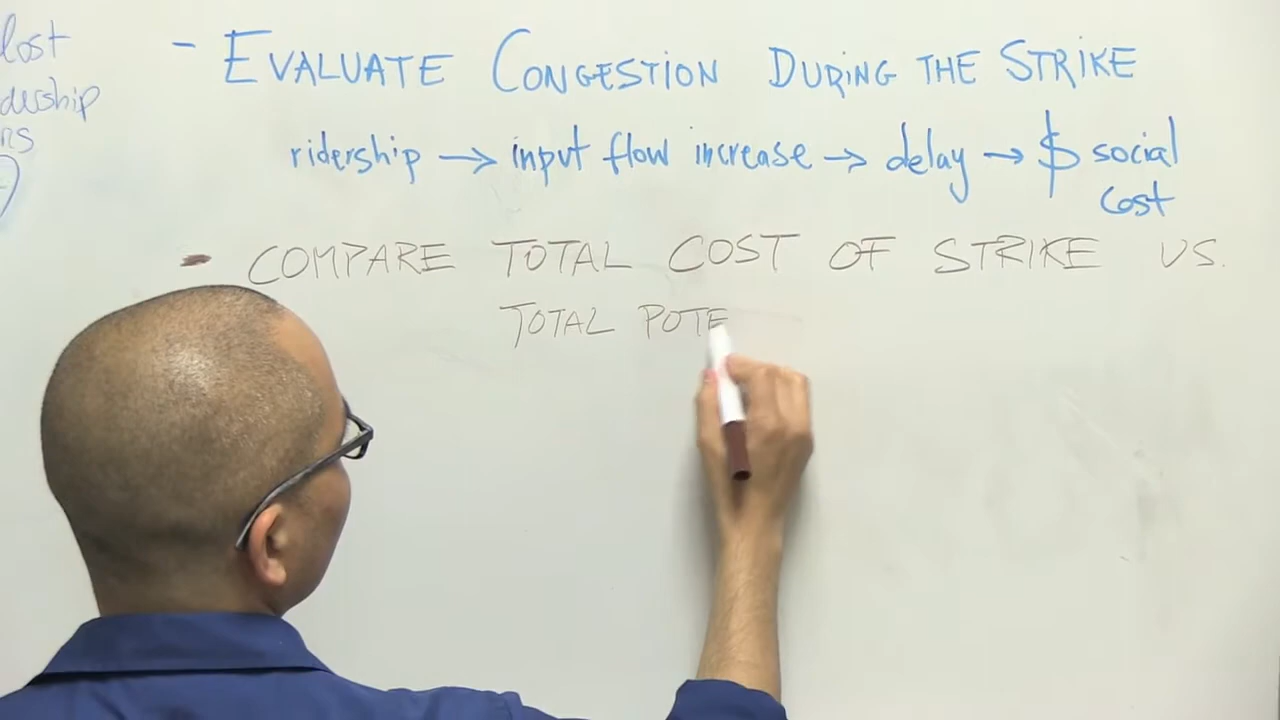 lost
- EVALUATE CONGESTION DURING THE STRIKE
ridership → input flow increase → delay → $ social
cost
- COMPARE TOTAL COST OF STRIKE VS.
TOTAL POTE